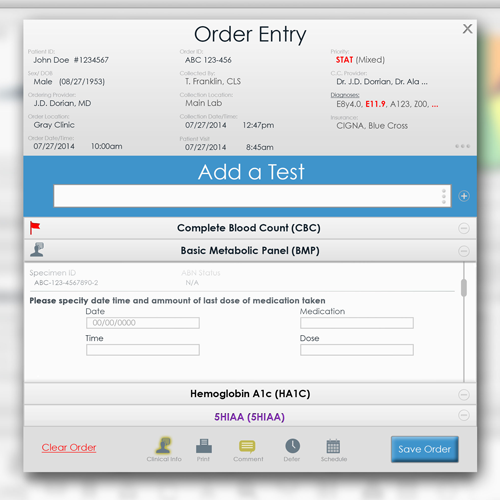 Order Entry
X
Patient ID: Order ID: Priority:
John Doe #1234567 ABC 123-456 STAT (Mixed)
Sex/ DOB Collected By: C.C. Provider:
Male (08/27/1953) T. Franklin, CLS Dr. J.D. Dorrian, Dr. Ala ...
Ordering Provider: Collection Location: Diagnoses:
J.D. Dorian, MD Main Lab E8y4.0, E11.9, A123, Z00, ...
Order Location: Collection Date/Time: Insurance:
Gray Clinic 07/27/2014 12:47pm CIGNA, Blue Cross
Order Date/Time: Patient Visit
07/27/2014 10:00am 07/27/2014 8:45am
Add a Test
Complete Blood Count (CBC)
Basic Metabolic Panel (BMP)
Specimen ID ABN Status
ABC-123-4567890-2 N/A
Please specity date time and ammount of last dose of medication taken
Date Medication
00/00/0000
Time Dose
Hemoglobin A1c (HA1C)
5HIAA (5HIAA)
Clear Order
Clinical Info Print Comment Defer Schedule
Save Order